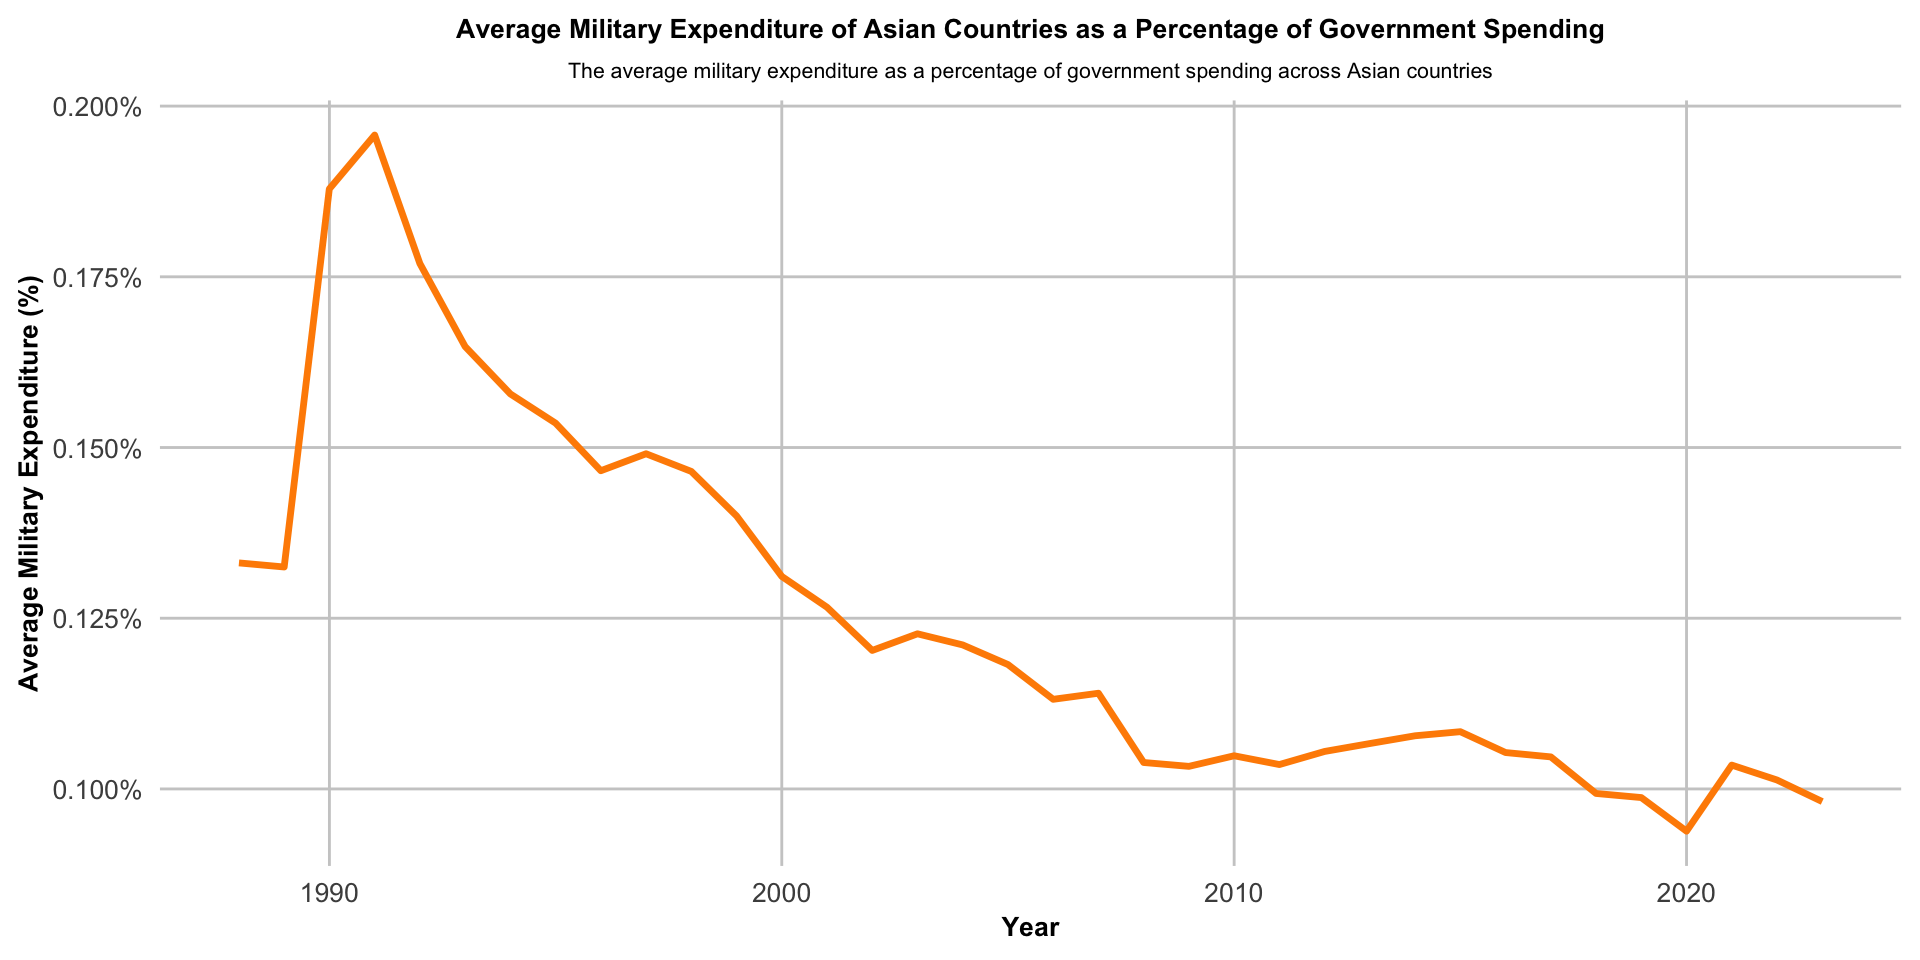 Average Military Expenditure of Asian Countries as a Percentage of Government Spending
The average military expenditure as a percentage of government spending across Asian countries
Average Military Expenditure (%)
0.200%
0.175%
0.150%
0.125%
0.100%
1990 2000 2010 2020
Year